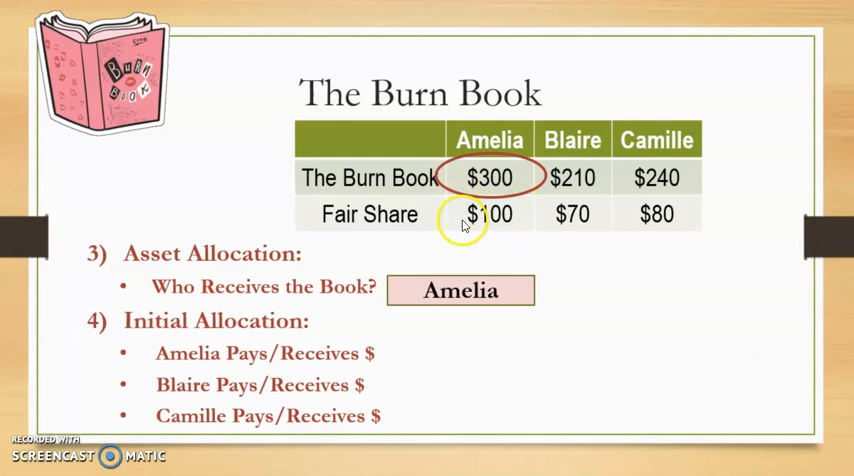 BURN
BOOK
The Burn Book
Amelia Blaire Camille
The Burn Book $300 $210 $240
Fair Share $100 $70 $80
3) Asset Allocation:
• Who Receives the Book? Amelia
4) Initial Allocation:
• Amelia Pays/Receives $
• Blaire Pays/Receives $
• Camille Pays/Receives $
RECORDED WITH
SCREENCAST MATIC